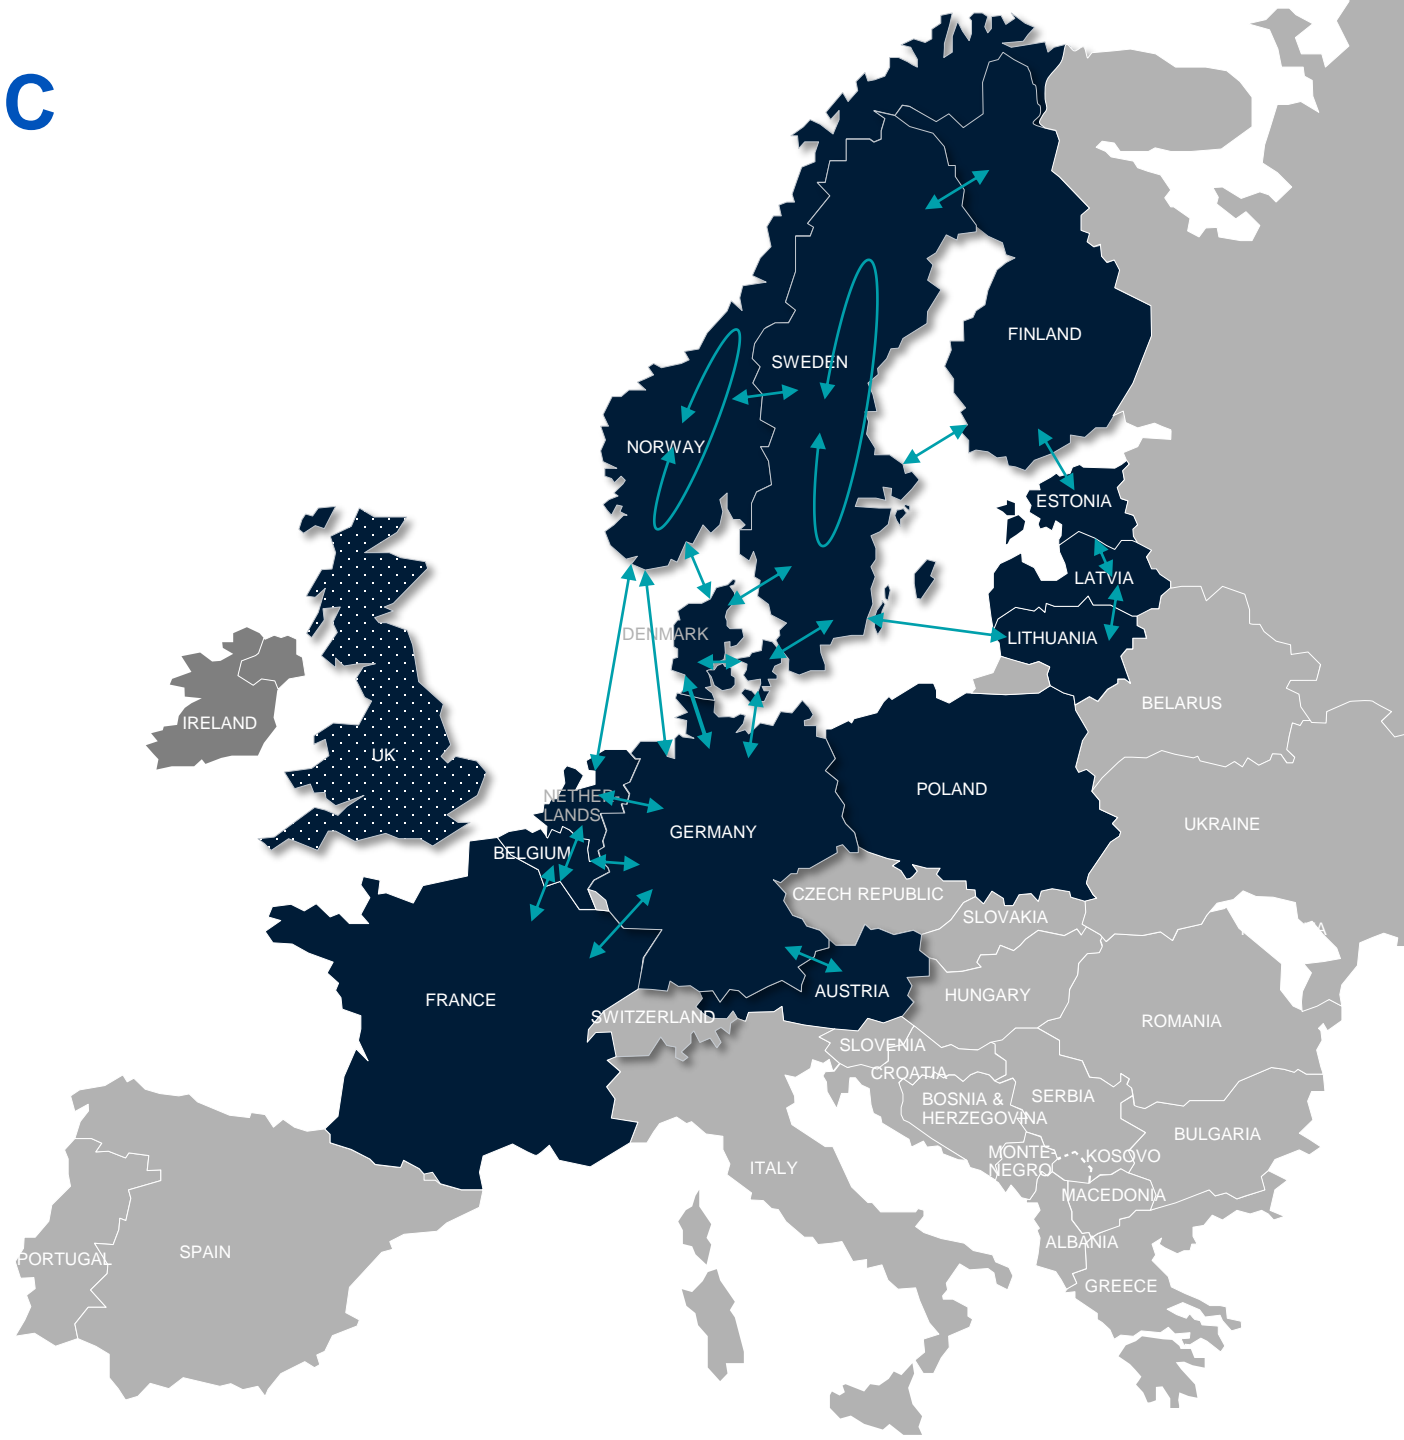 C
FINLAND
SWEDEN
NORWAY
ESTONIA
LATVIA
DENMARK
LITHUANIA
BELARUS
IRELAND
UK
POLAND
NETHER-
LANDS
UKRAINE
GERMANY
BELGIUM
CZECH REPUBLIC
SLOVAKIA
AUSTRIA
HUNGARY
FRANCE
SWITZERLAND
ROMANIA
SLOVENIA
CROATIA
BOSNIA &
HERZEGOVINA
SERBIA
BULGARIA
MONTE-
NEGRO
KOSOVO
ITALY
MACEDONIA
ALBANIA
SPAIN
PORTUGAL
GREECE